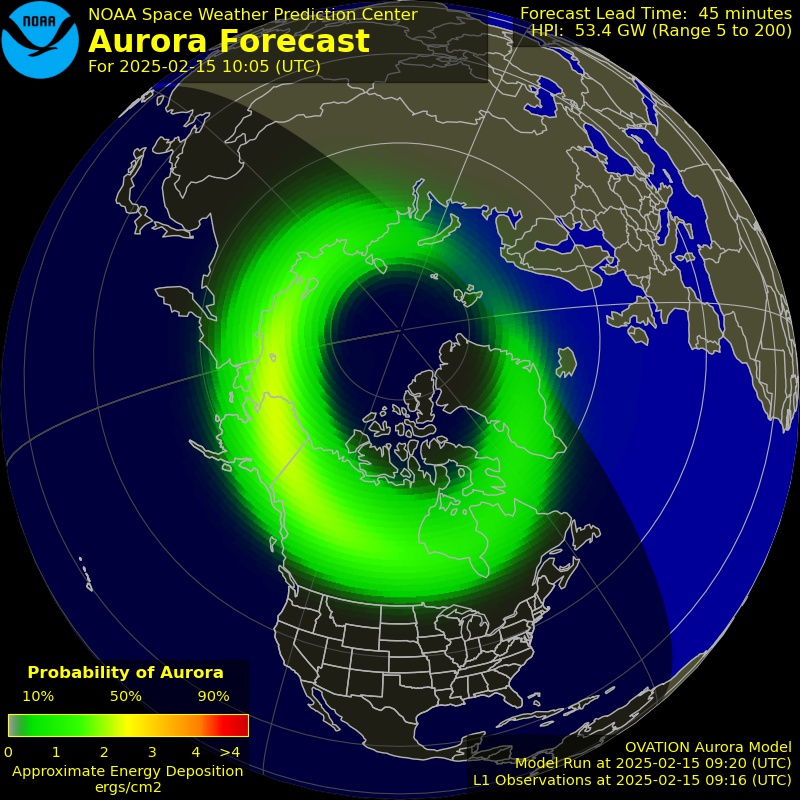 NOAA
NOAA Space Weather Prediction Center
Aurora Forecast
For 2025-02-15 10:05 (UTC)
Forecast Lead Time: 45 minutes
HPI: 53.4 GW (Range 5 to 200)
Probability of Aurora
10% 50% 90%
0 1 2 3 4 >4
Approximate Energy Deposition
ergs/cm2
OVATION Aurora Model
Model Run at 2025-02-15 09:20 (UTC)
L1 Observations at 2025-02-15 09:16 (UTC)